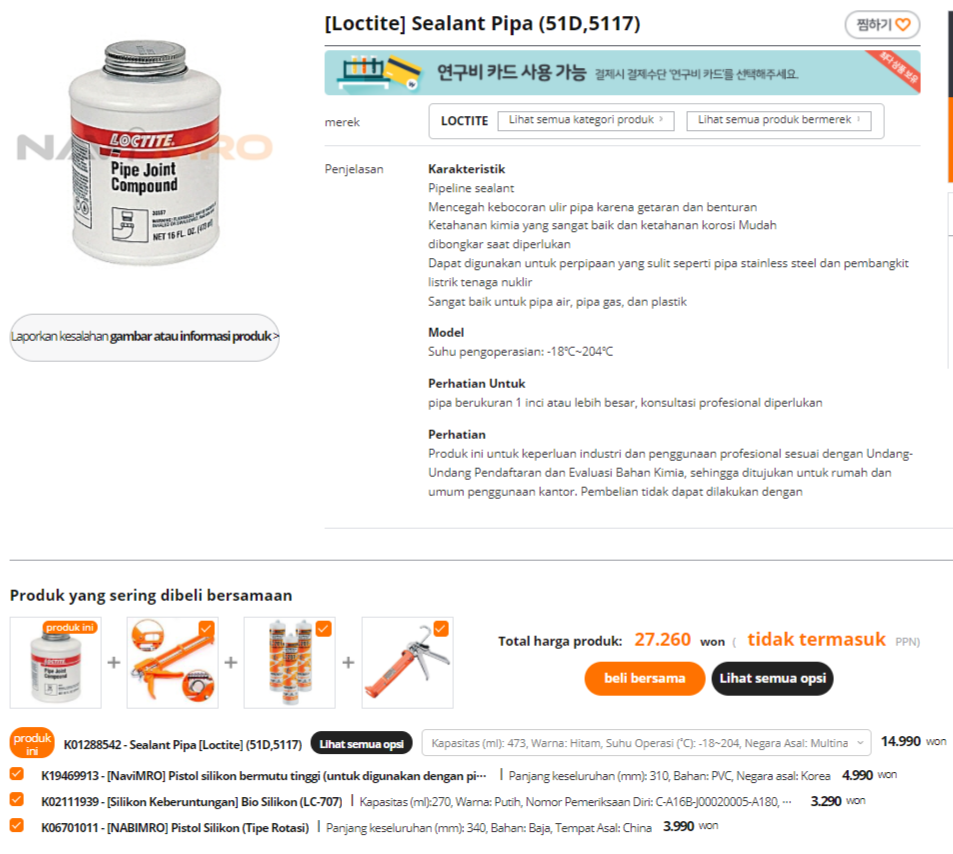 [Loctite] Sealant Pipa (51D,5117)
찜하기
연구비 카드 사용 가능 결제시 결제수단 '연구비 카드'를 선택해주세요.
최다 상품 보유
NAVIMRO
LOCTITE.
Pipe Joint
Compound
NET 16 FL. OZ. (473 ml)
merek
LOCTITE
Lihat semua kategori produk >
Lihat semua produk bermerek >
Penjelasan
Karakteristik
Pipeline sealant
Mencegah kebocoran ulir pipa karena getaran dan benturan
Ketahanan kimia yang sangat baik dan ketahanan korosi Mudah
dibongkar saat diperlukan
Dapat digunakan untuk perpipaan yang sulit seperti pipa stainless steel dan pembangkit
listrik tenaga nuklir
Sangat baik untuk pipa air, pipa gas, dan plastik
Laporkan kesalahan gambar atau informasi produk >
Model
Suhu pengoperasian: -18℃~204℃
Perhatian Untuk
pipa berukuran 1 inci atau lebih besar, konsultasi profesional diperlukan
Perhatian
Produk ini untuk keperluan industri dan penggunaan profesional sesuai dengan Undang-
Undang Pendaftaran dan Evaluasi Bahan Kimia, sehingga ditujukan untuk rumah dan
umum penggunaan kantor. Pembelian tidak dapat dilakukan dengan
Produk yang sering dibeli bersamaan
produk ini
LOCTITE
Pipe Joint
Compound
+ + +
Total harga produk: 27.260 won ( tidak termasuk PPN)
beli bersama
Lihat semua opsi
produk ini
K01288542 - Sealant Pipa [Loctite] (51D,5117) Lihat semua opsi Kapasitas (ml): 473, Warna: Hitam, Suhu Operasi (˚C): -18~204, Negara Asal: Multina 14.990 won
K19469913 - [NaviMRO] Pistol silikon bermutu tinggi (untuk digunakan dengan pi··· | Panjang keseluruhan (mm): 310, Bahan: PVC, Negara asal: Korea 4.990 won
K02111939 - [Silikon Keberuntungan] Bio Silikon (LC-707) | Kapasitas (ml):270, Warna: Putih, Nomor Pemeriksaan Diri: C-A16B-J00020005-A180, ··· 3.290 won
K06701011 - [NABIMRO] Pistol Silikon (Tipe Rotasi) | Panjang keseluruhan (mm): 340, Bahan: Baja, Tempat Asal: China 3.990 won